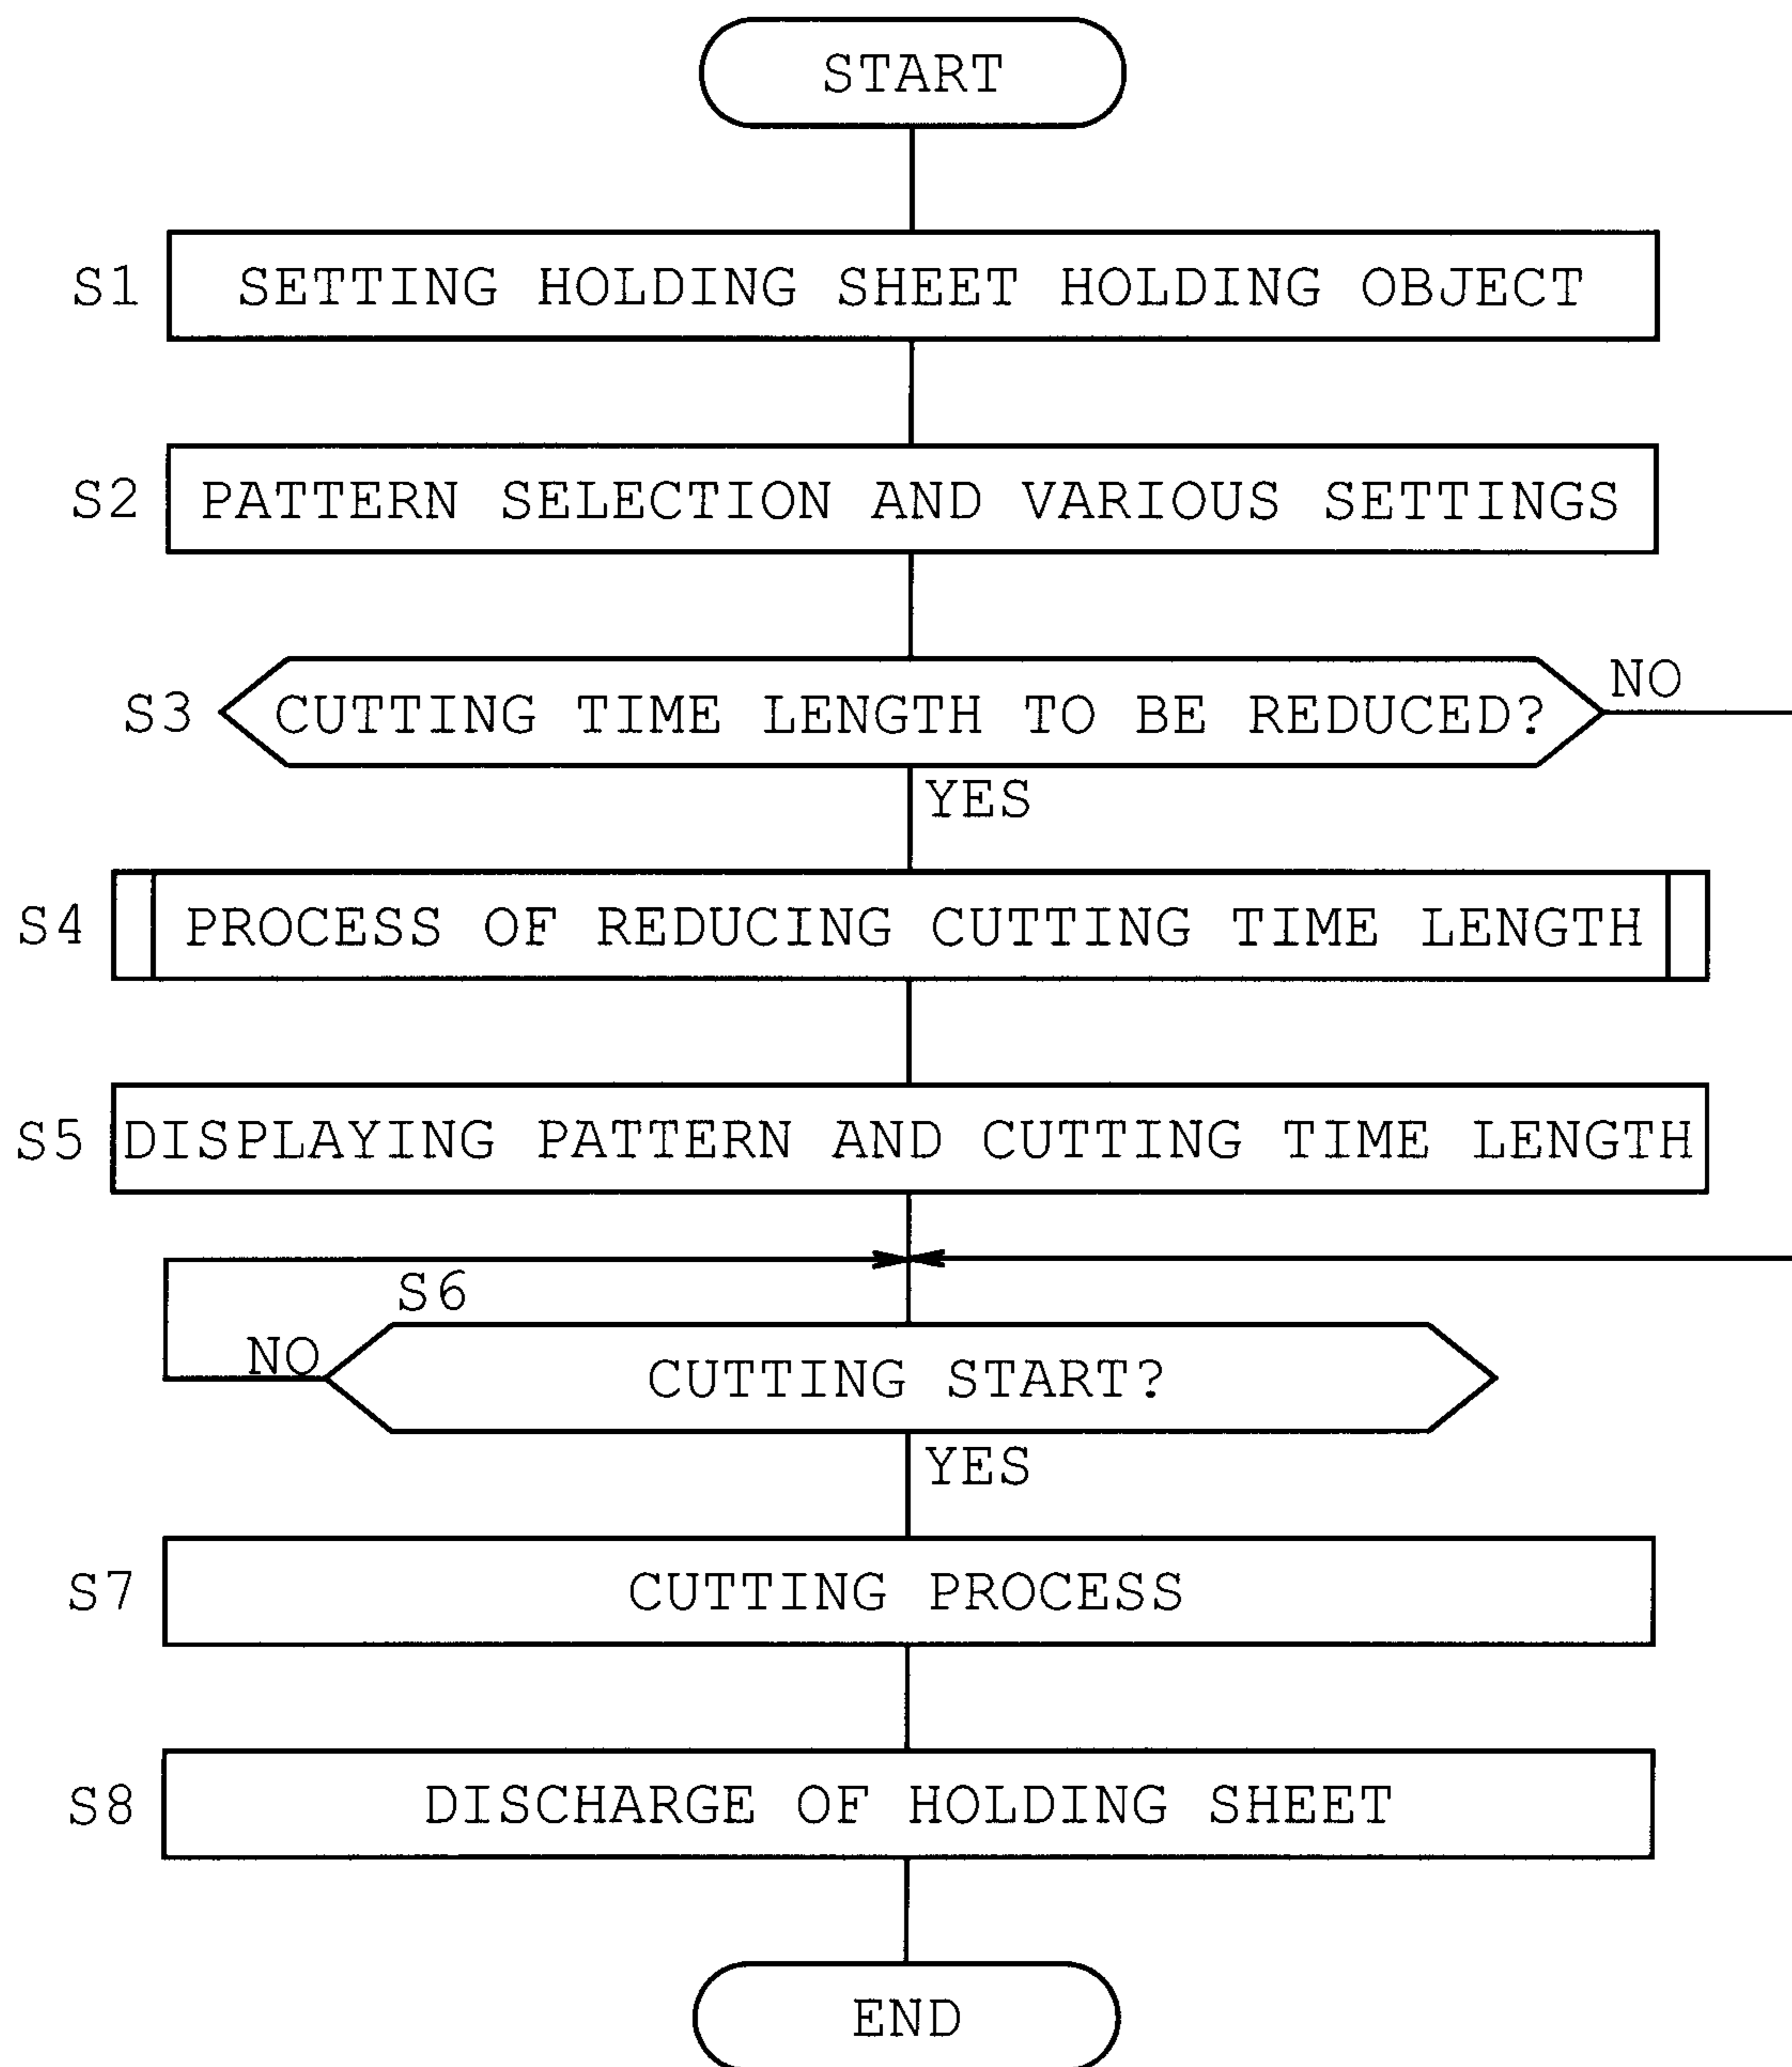 START
S1 SETTING HOLDING SHEET HOLDING OBJECT
S2 PATTERN SELECTION AND VARIOUS SETTINGS
S3 CUTTING TIME LENGTH TO BE REDUCED? NO
YES
S4 PROCESS OF REDUCING CUTTING TIME LENGTH
S5 DISPLAYING PATTERN AND CUTTING TIME LENGTH
S6
NO CUTTING START?
YES
S7 CUTTING PROCESS
S8 DISCHARGE OF HOLDING SHEET
END